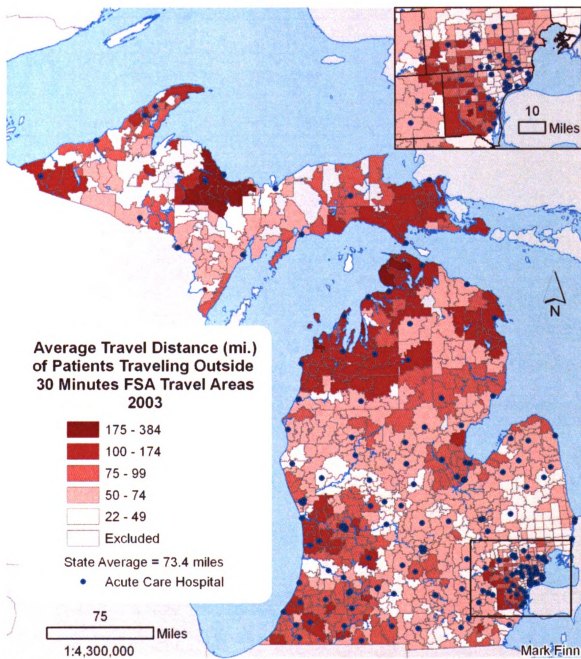 10
Miles
N
Average Travel Distance (mi.)
of Patients Traveling Outside
30 Minutes FSA Travel Areas
2003
175 - 384
100 - 174
75 - 99
50 - 74
22 - 49
Excluded
State Average = 73.4 miles
Acute Care Hospital
75
Miles
1:4,300,000
Mark Finn